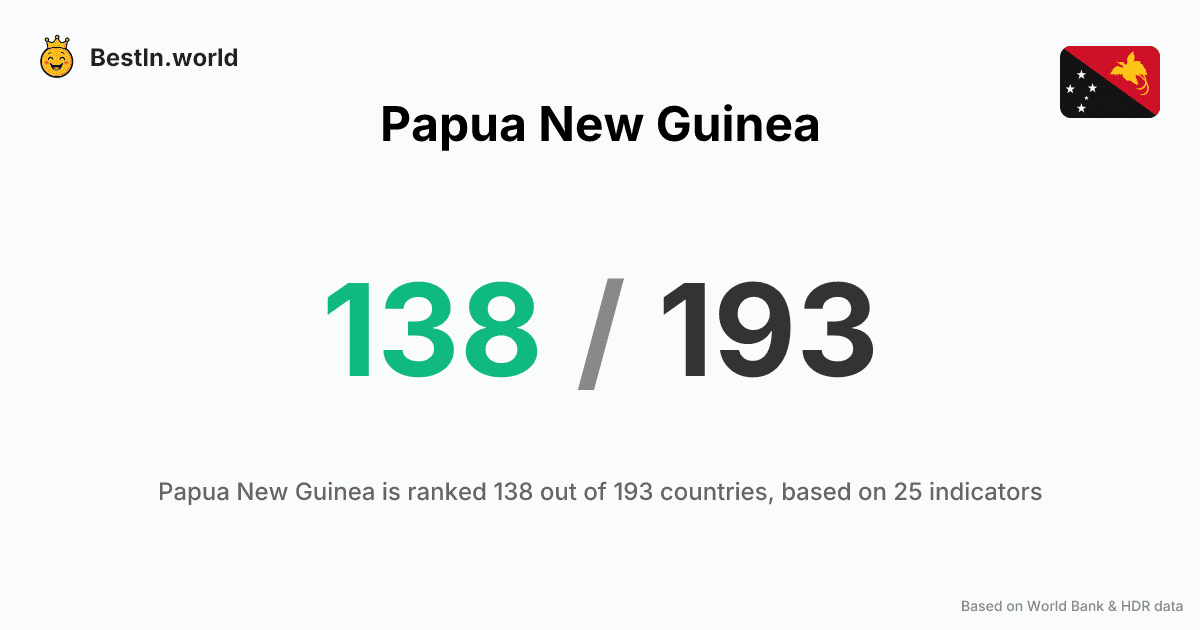 BestIn.world
Papua New Guinea
138 / 193
Papua New Guinea is ranked 138 out of 193 countries, based on 25 indicators
Based on World Bank & HDR data